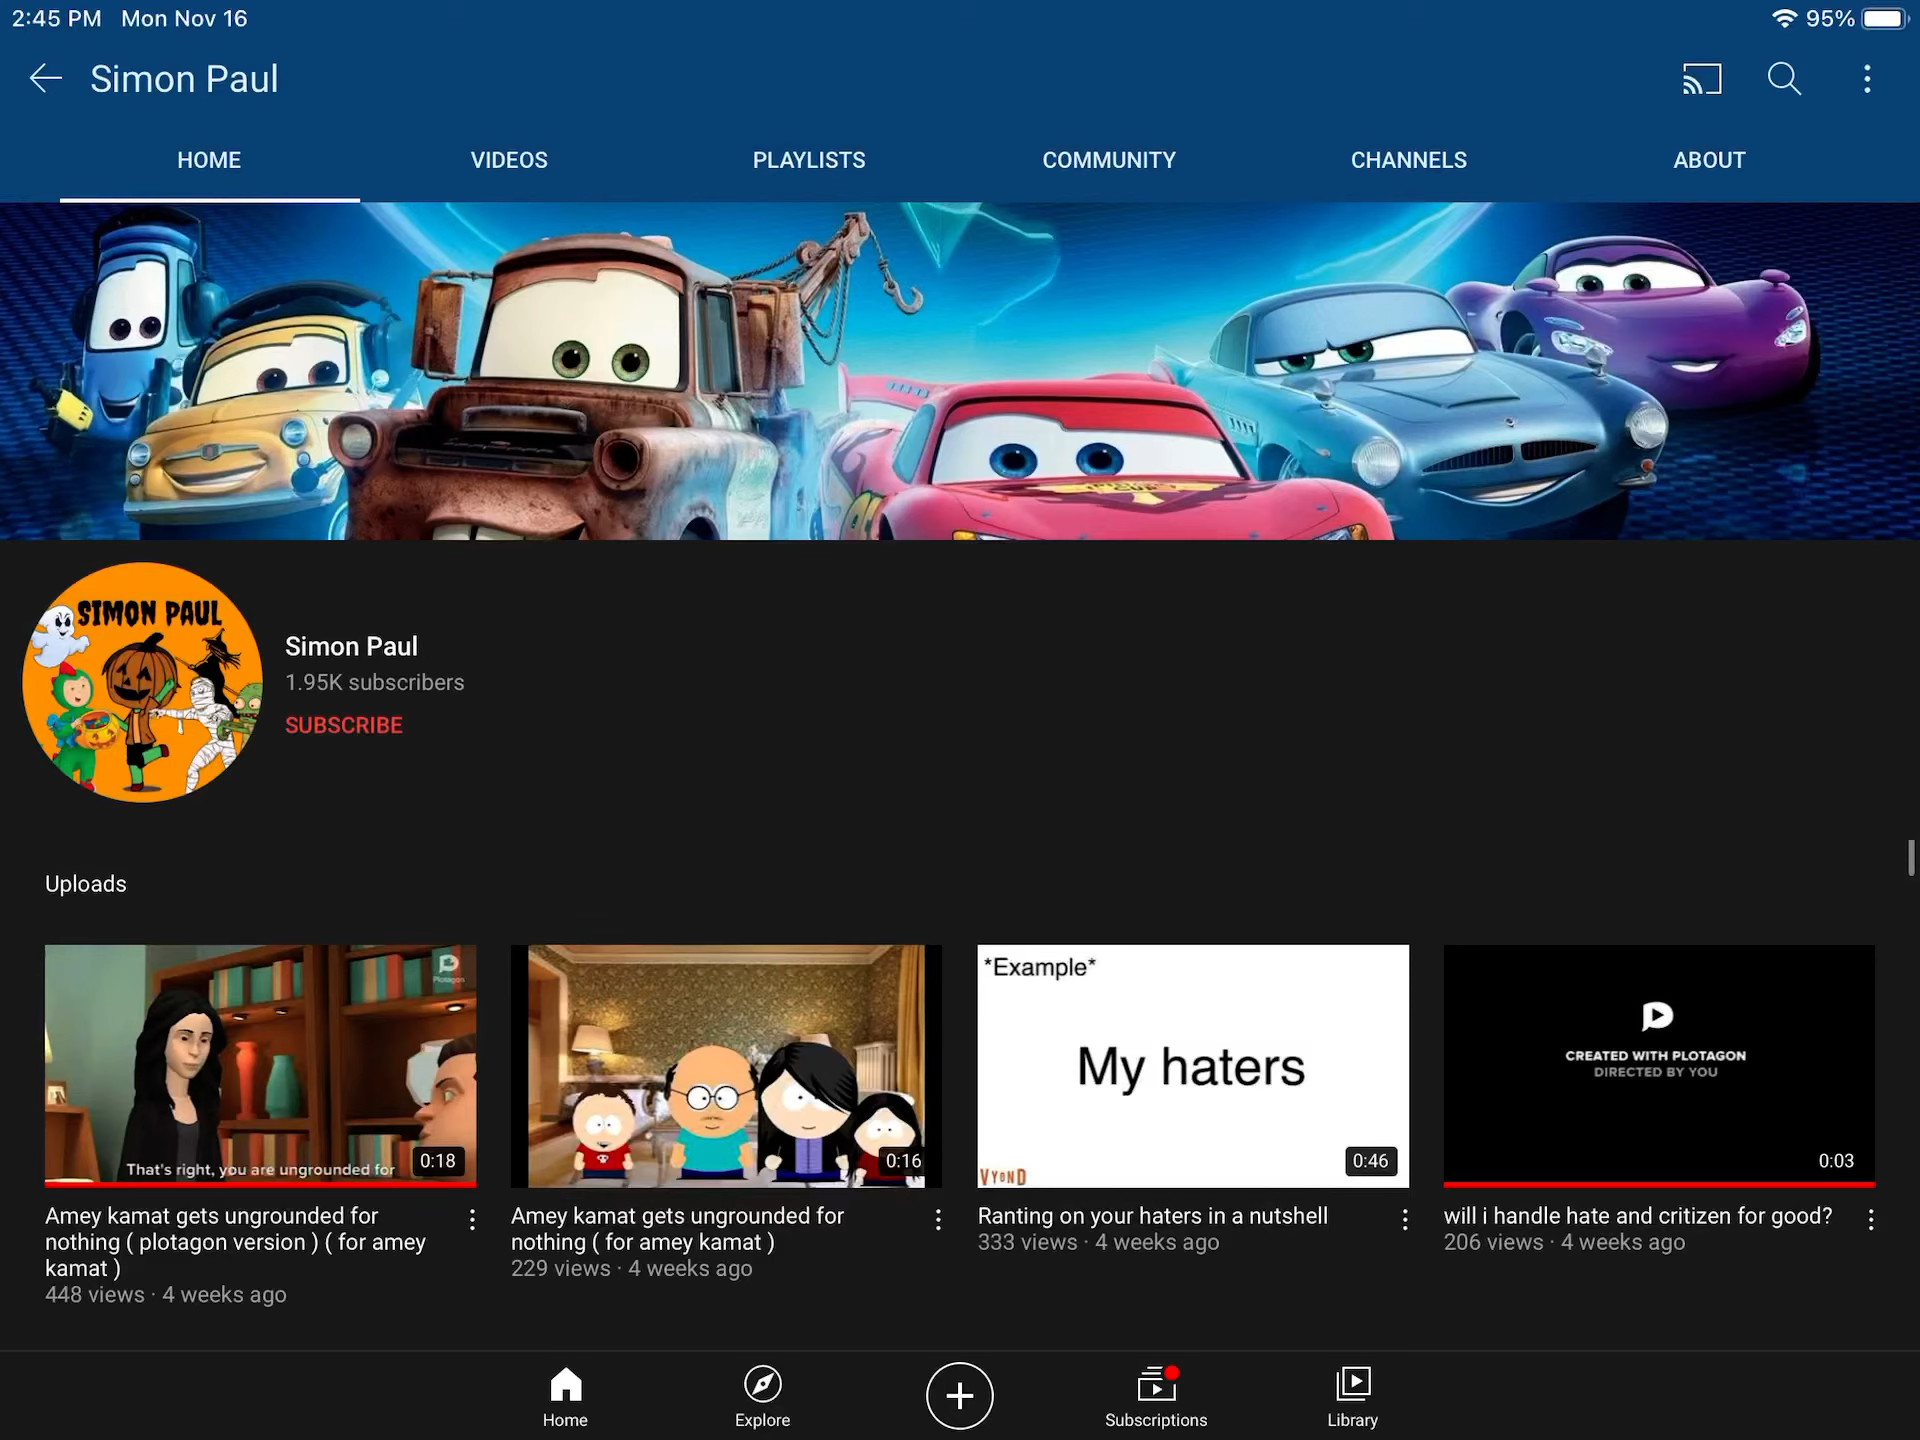 2:45 PM Mon Nov 16
95%
Simon Paul
HOME
VIDEOS
PLAYLISTS
COMMUNITY
CHANNELS
ABOUT
SIMON PAUL
Simon Paul
1.95K subscribers
SUBSCRIBE
Uploads
Plotagon
That's right, you are ungrounded for
0:18
Amey kamat gets ungrounded for
nothing ( plotagon version ) ( for amey
kamat )
448 views · 4 weeks ago
0:16
Amey kamat gets ungrounded for
nothing ( for amey kamat )
229 views · 4 weeks ago
*Example*
My haters
VYOND
0:46
Ranting on your haters in a nutshell
333 views · 4 weeks ago
CREATED WITH PLOTAGON
DIRECTED BY YOU
0:03
will i handle hate and critizen for good?
206 views · 4 weeks ago
Home
Explore
Subscriptions
Library